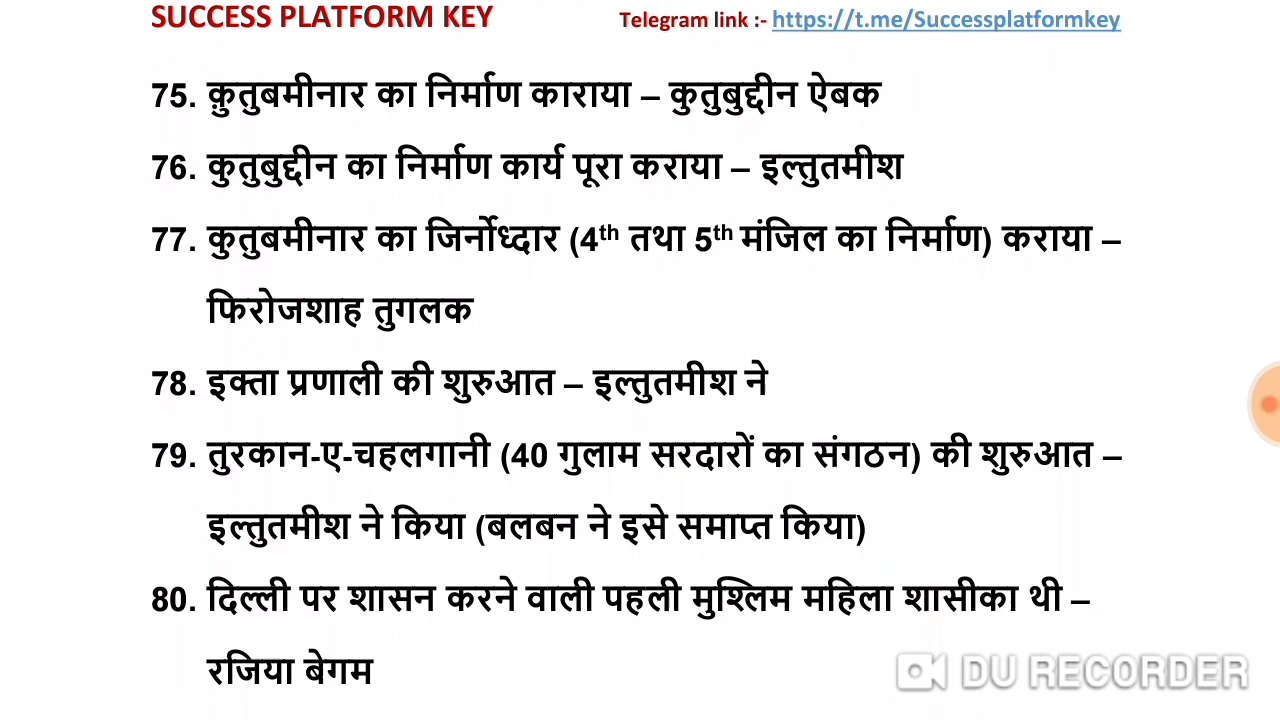 SUCCESS PLATFORM KEY Telegram link :- https://t.me/Successplatformkey
75. क़ुतुबमीनार का निर्माण काराया – कुतुबुद्दीन ऐबक
76. कुतुबुद्दीन का निर्माण कार्य पूरा कराया – इल्तुतमीश
77. कुतुबमीनार का जिर्नोध्दार (4th तथा 5th मंजिल का निर्माण) कराया –
फिरोजशाह तुगलक
78. इक्ता प्रणाली की शुरुआत – इल्तुतमीश ने
79. तुरकान-ए-चहलगानी (40 गुलाम सरदारों का संगठन) की शुरुआत –
इल्तुतमीश ने किया (बलबन ने इसे समाप्त किया)
80. दिल्ली पर शासन करने वाली पहली मुश्लिम महिला शासीका थी –
रजिया बेगम
DU RECORDER